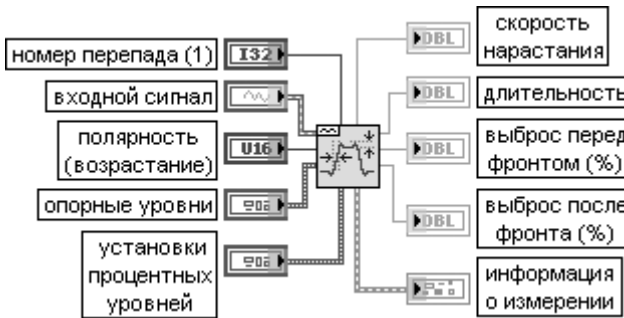 номер перепада (1)
I32
входной сигнал
полярность
(возрастание)
U16
опорные уровни
установки
процентных
уровней
скорость
нарастания
DBL
длительность
DBL
выброс перед
фронтом (%)
DBL
выброс после
фронта (%)
DBL
информация
о измерении